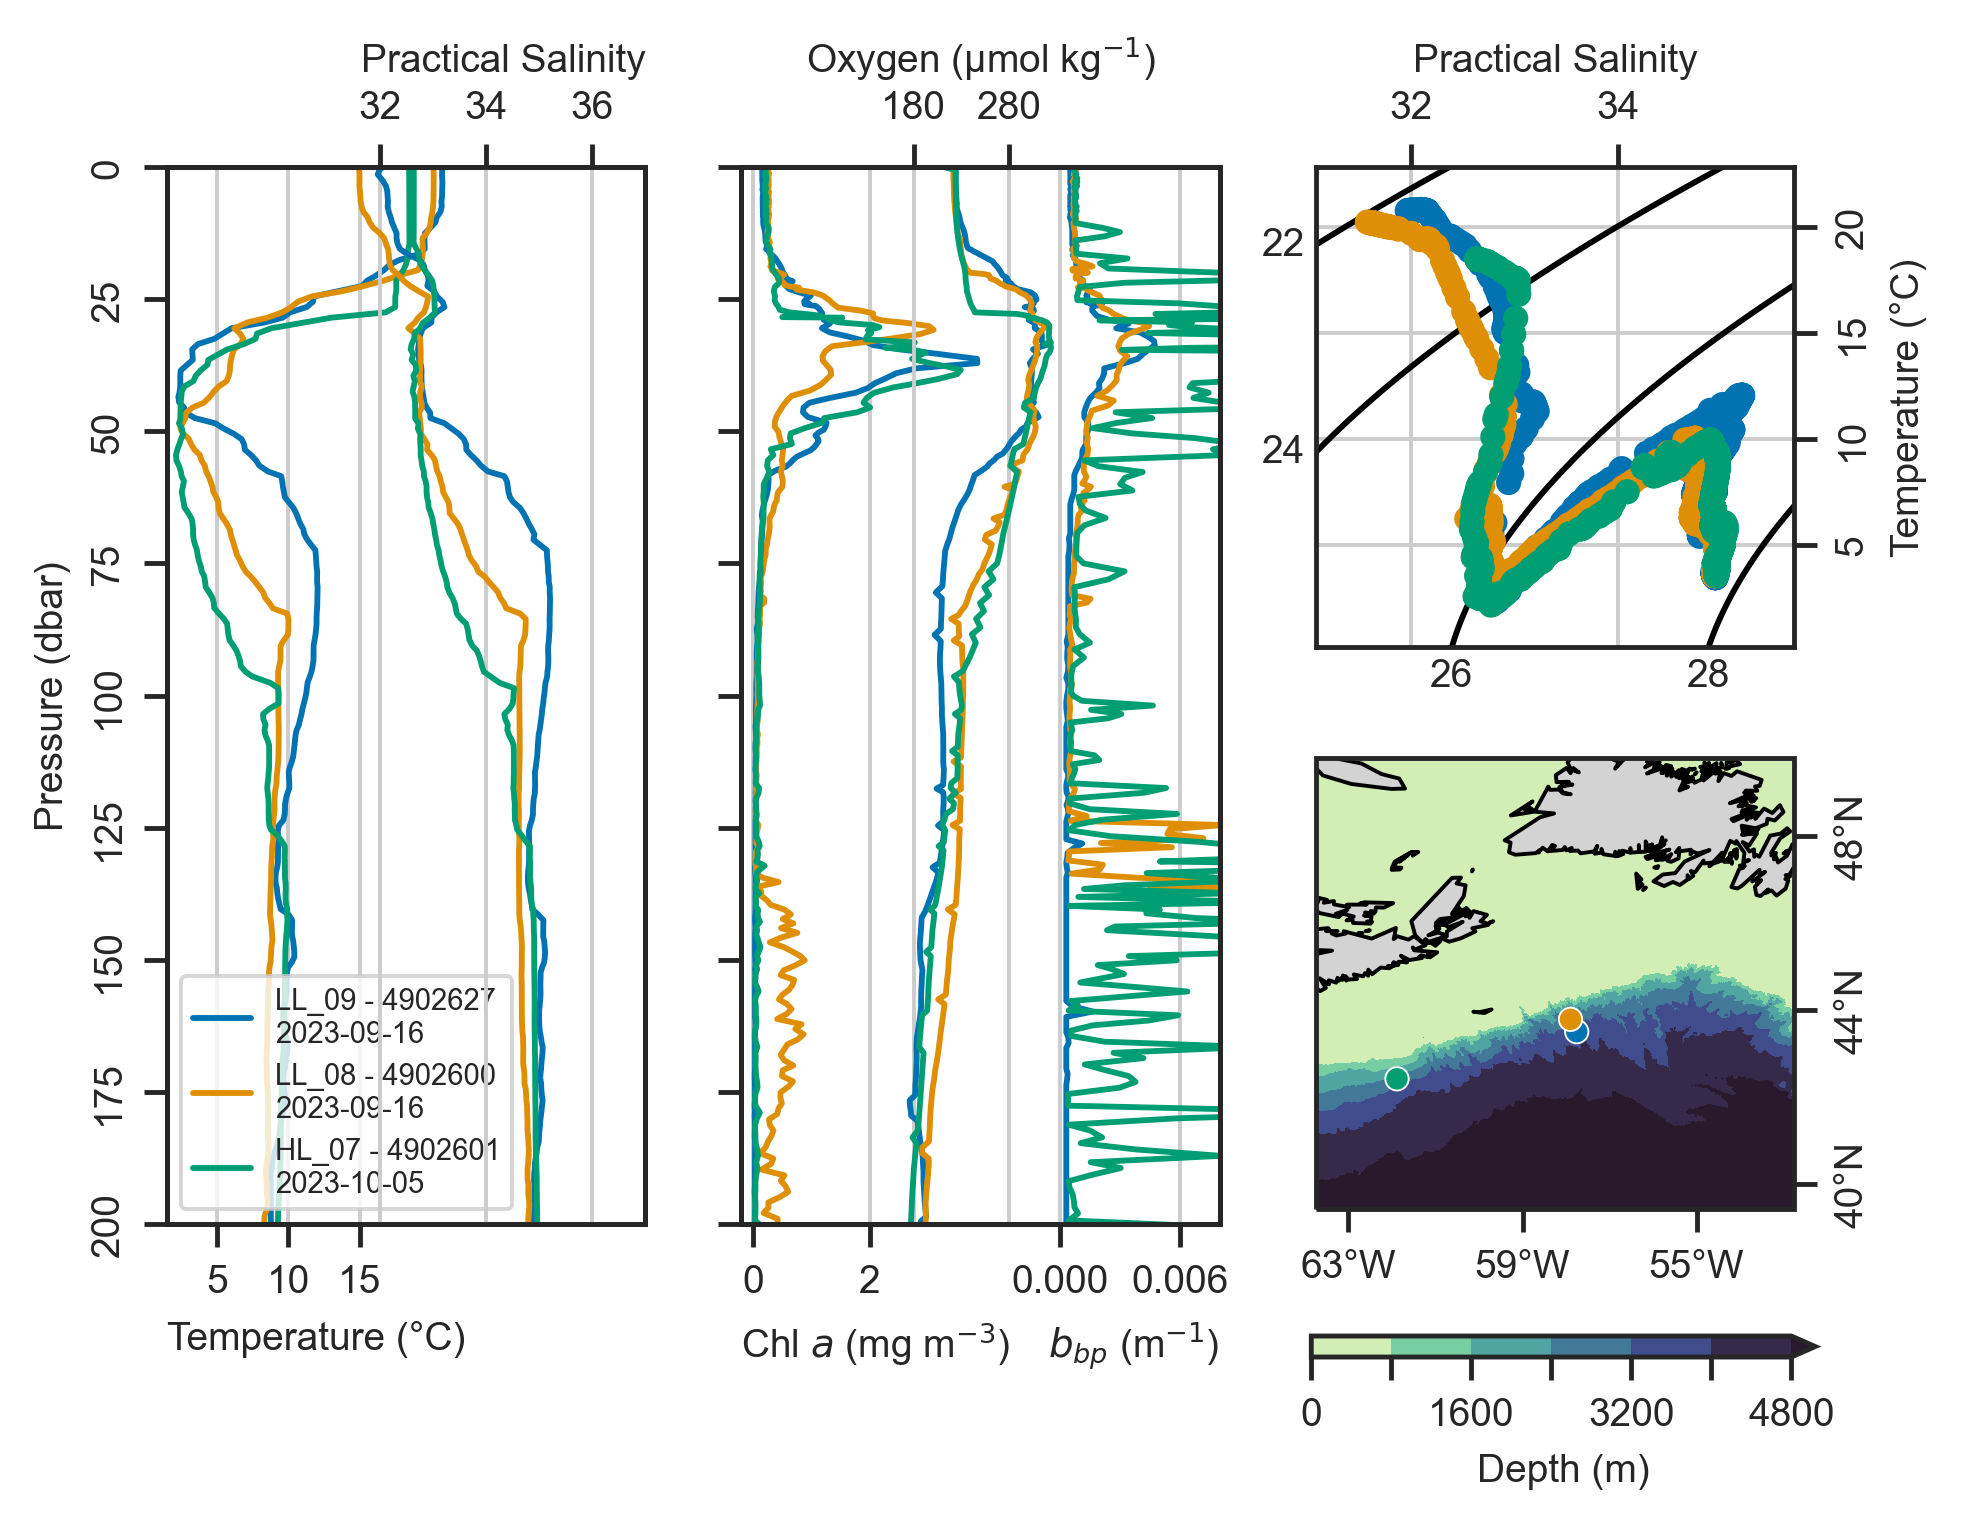 Practical Salinity
32 34 36
Oxygen (µmol kg⁻¹)
180 280
Practical Salinity
32 34
Pressure (dbar)
0
25
50
75
100
125
150
175
200
LL_09 - 4902627
2023-09-16
LL_08 - 4902600
2023-09-16
HL_07 - 4902601
2023-10-05
5 10 15
Temperature (°C)
0 2
Chl a (mg m⁻³)
0.000 0.006
b_bp (m⁻¹)
22
24
26 28
20
15
10
5
Temperature (°C)
48°N
44°N
40°N
63°W 59°W 55°W
0 1600 3200 4800
Depth (m)